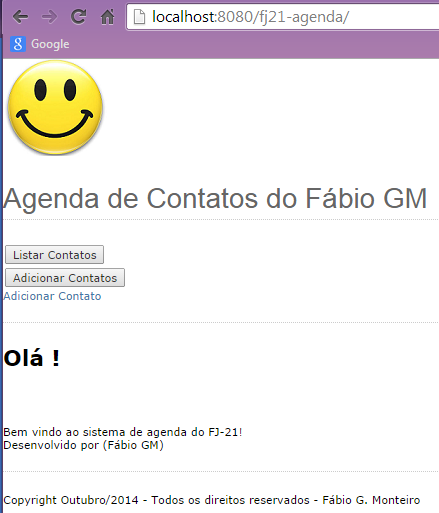 localhost:8080/fj21-agenda/
Google
Agenda de Contatos do Fábio GM
Listar Contatos
Adicionar Contatos
Adicionar Contato
Olá !
Bem vindo ao sistema de agenda do FJ-21!
Desenvolvido por (Fábio GM)
Copyright Outubro/2014 - Todos os direitos reservados - Fábio G. Monteiro